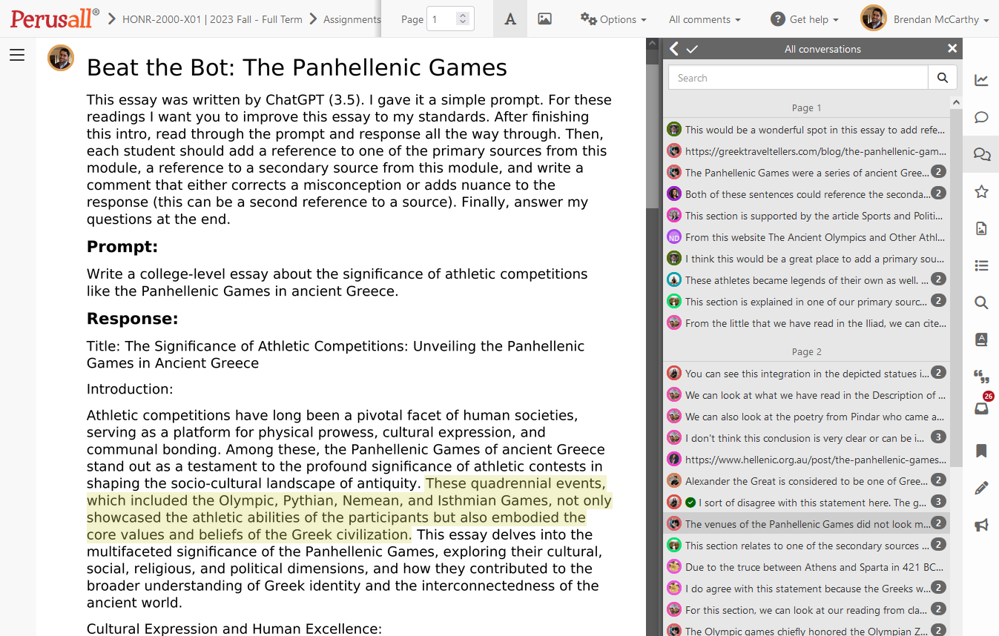 Perusall® HONR-2000-X01 | 2023 Fall - Full Term Assignments Page 1 A Options All comments ? Get help Brendan McCarthy
Beat the Bot: The Panhellenic Games
This essay was written by ChatGPT (3.5). I gave it a simple prompt. For these
readings I want you to improve this essay to my standards. After finishing
this intro, read through the prompt and response all the way through. Then,
each student should add a reference to one of the primary sources from this
module, a reference to a secondary source from this module, and write a
comment that either corrects a misconception or adds nuance to the
response (this can be a second reference to a source). Finally, answer my
questions at the end.
Prompt:
Write a college-level essay about the significance of athletic competitions
like the Panhellenic Games in ancient Greece.
Response:
Title: The Significance of Athletic Competitions: Unveiling the Panhellenic
Games in Ancient Greece
Introduction:
Athletic competitions have long been a pivotal facet of human societies,
serving as a platform for physical prowess, cultural expression, and
communal bonding. Among these, the Panhellenic Games of ancient Greece
stand out as a testament to the profound significance of athletic contests in
shaping the socio-cultural landscape of antiquity. These quadrennial events,
which included the Olympic, Pythian, Nemean, and Isthmian Games, not only
showcased the athletic abilities of the participants but also embodied the
core values and beliefs of the Greek civilization. This essay delves into the
multifaceted significance of the Panhellenic Games, exploring their cultural,
social, religious, and political dimensions, and how they contributed to the
broader understanding of Greek identity and the interconnectedness of the
ancient world.
Cultural Expression and Human Excellence:
All conversations
Search
Page 1
This would be a wonderful spot in this essay to add refe...
https://greektraveltellers.com/blog/the-panhellenic-gam...
The Panhellenic Games were a series of ancient Gree... 2
Both of these sentences could reference the seconda... 2
This section is supported by the article Sports and Politi...
ND From this website The Ancient Olympics and Other Athl...
I think this would be a great place to add a primary sou...
These athletes became legends of their own as well. ... 2
This section is explained in one of our primary sourc... 2
From the little that we have read in the Iliad, we can cite...
Page 2
You can see this integration in the depicted statues i... 2
We can look at what we have read in the Description of ...
We can also look at the poetry from Pindar who came a...
I don't think this conclusion is very clear or can be i... 3
https://www.hellenic.org.au/post/the-panhellenic-games...
Alexander the Great is considered to be one of Gree... 2
I sort of disagree with this statement here. The g... 3
The venues of the Panhellenic Games did not look m... 2
This section relates to one of the secondary sources ... 2
Due to the truce between Athens and Sparta in 421 BC...
I do agree with this statement because the Greeks w... 2
For this section, we can look at our reading from cla... 2
The Olympic games chiefly honored the Olympian Z... 2
A
26